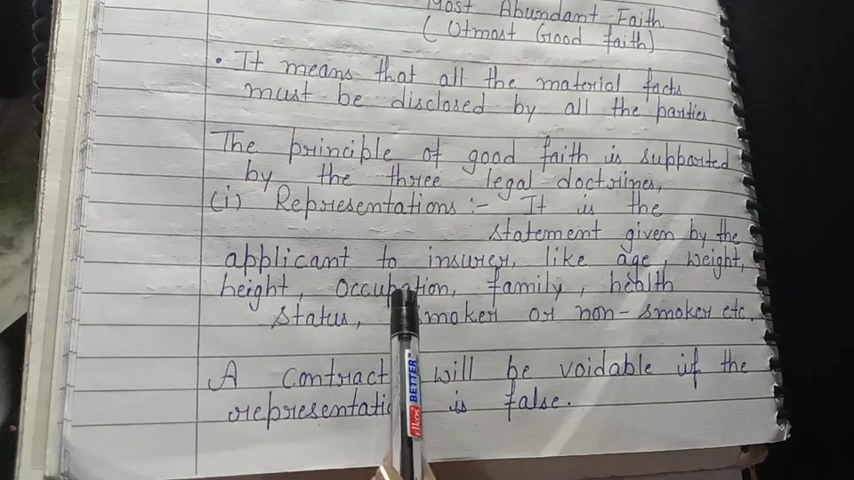 Most Abundant Faith
(Utmost Good faith)
• It means that all the material facts
must be disclosed by all the parties.
The principle of good faith is supported
by the three legal doctrines,
(i) Representations :- It is the
statement given by the
applicant to insurer, like age, weight,
height, occupation, family, health
status, smoker or non-smoker etc.
A contract will be voidable if the
representation is false.
elkos BETTER